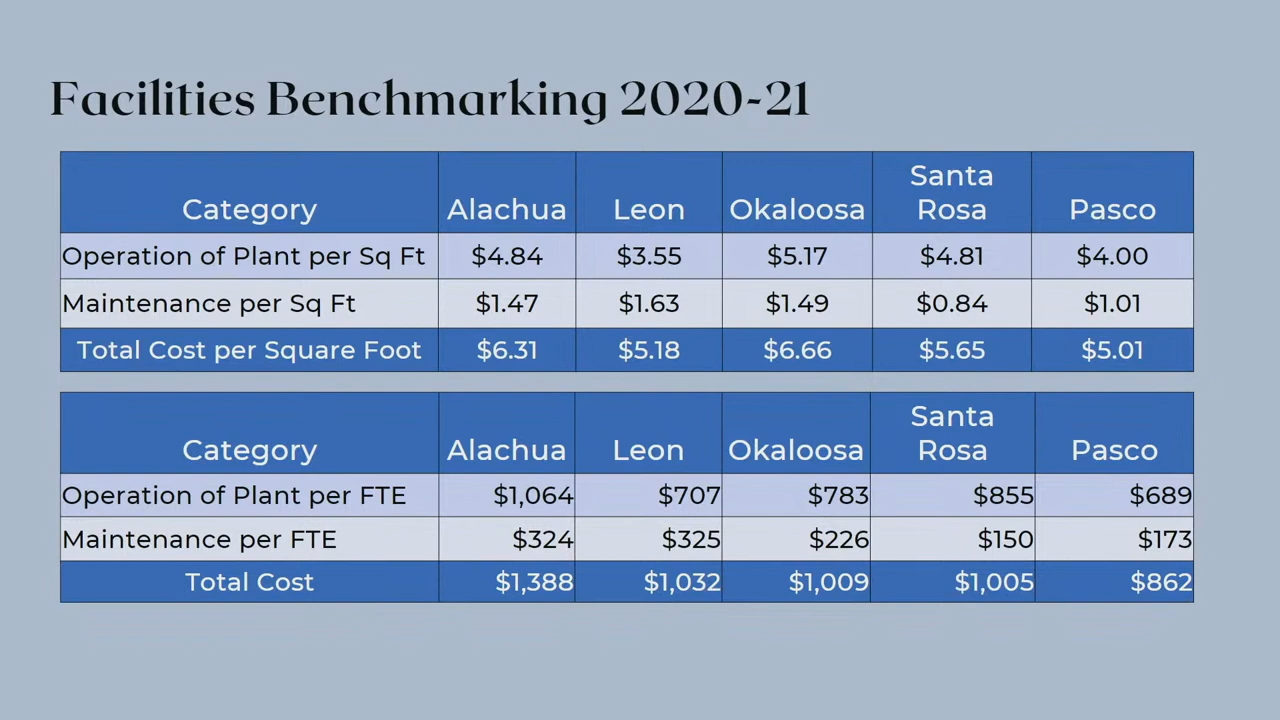 Facilities Benchmarking 2020-21
Category Alachua Leon Okaloosa Santa Rosa Pasco
Operation of Plant per Sq Ft $4.84 $3.55 $5.17 $4.81 $4.00
Maintenance per Sq Ft $1.47 $1.63 $1.49 $0.84 $1.01
Total Cost per Square Foot $6.31 $5.18 $6.66 $5.65 $5.01
Category Alachua Leon Okaloosa Santa Rosa Pasco
Operation of Plant per FTE $1,064 $707 $783 $855 $689
Maintenance per FTE $324 $325 $226 $150 $173
Total Cost $1,388 $1,032 $1,009 $1,005 $862